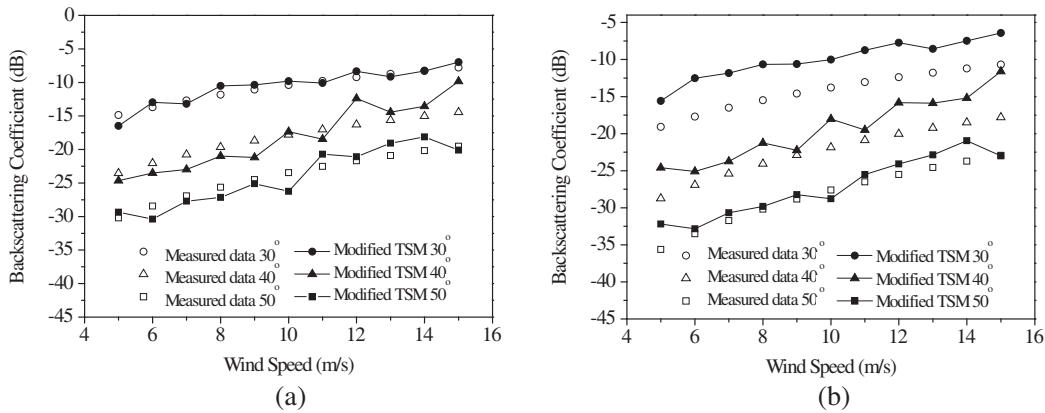 0
-5
-10
-15
-20
-25
-30
-35
-40
-45
Backscattering Coefficient (dB)
Measured data 30°
Measured data 40°
Measured data 50°
Modified TSM 30°
Modified TSM 40°
Modified TSM 50°
4 6 8 10 12 14 16
Wind Speed (m/s)
(a)
-5
-10
-15
-20
-25
-30
-35
-40
-45
Backscattering Coefficient (dB)
Measured data 30°
Measured data 40°
Measured data 50°
Modified TSM 30°
Modified TSM 40°
Modified TSM 50°
4 6 8 10 12 14 16
Wind Speed (m/s)
(b)